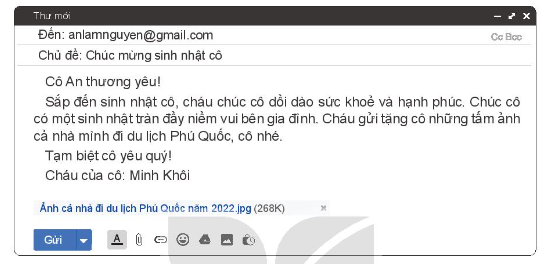 Thư mới
Đến: anlamnguyen@gmail.com Cc Bcc
Chủ đề: Chúc mừng sinh nhật cô
Cô An thương yêu!
Sắp đến sinh nhật cô, cháu chúc cô dồi dào sức khoẻ và hạnh phúc. Chúc cô
có một sinh nhật tràn đầy niềm vui bên gia đình. Cháu gửi tặng cô những tấm ảnh
cả nhà mình đi du lịch Phú Quốc, cô nhé.
Tạm biệt cô yêu quý!
Cháu của cô: Minh Khôi
Ảnh cả nhà đi du lịch Phú Quốc năm 2022.jpg (268K)
Gửi A